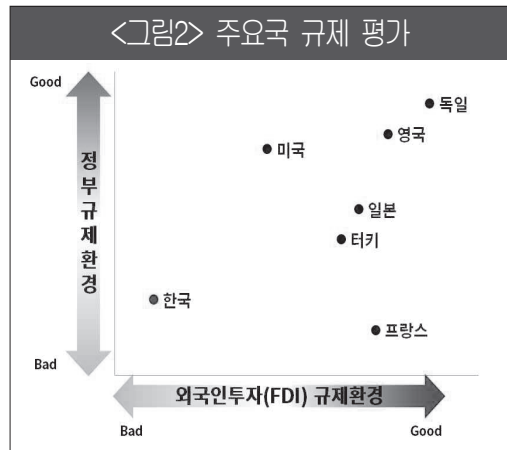 <그림2> 주요국 규제 평가
Good
독일
영국
미국
정부규제환경
일본
터키
한국
프랑스
Bad
외국인투자(FDI) 규제환경
Bad
Good